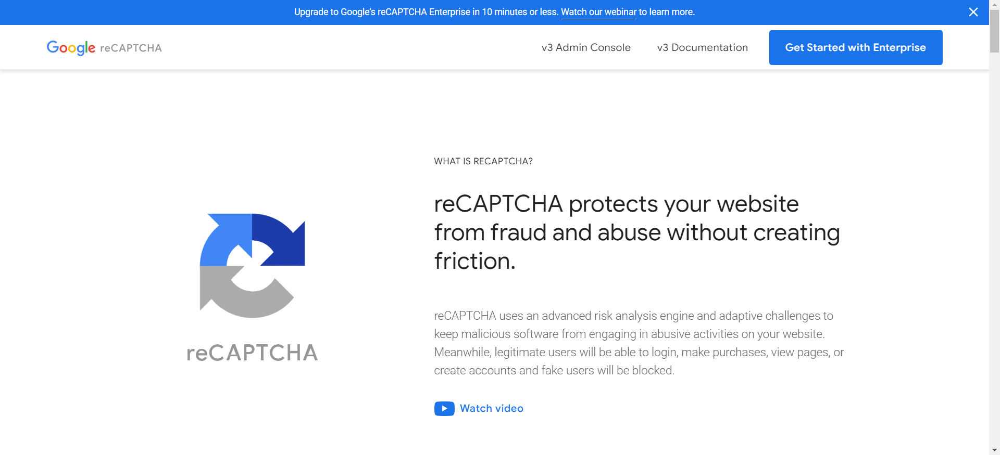 Upgrade to Google's reCAPTCHA Enterprise in 10 minutes or less. Watch our webinar to learn more.
Google reCAPTCHA
v3 Admin Console
v3 Documentation
Get Started with Enterprise
WHAT IS RECAPTCHA?
reCAPTCHA protects your website
from fraud and abuse without creating
friction.
reCAPTCHA
reCAPTCHA uses an advanced risk analysis engine and adaptive challenges to
keep malicious software from engaging in abusive activities on your website.
Meanwhile, legitimate users will be able to login, make purchases, view pages, or
create accounts and fake users will be blocked.
Watch video